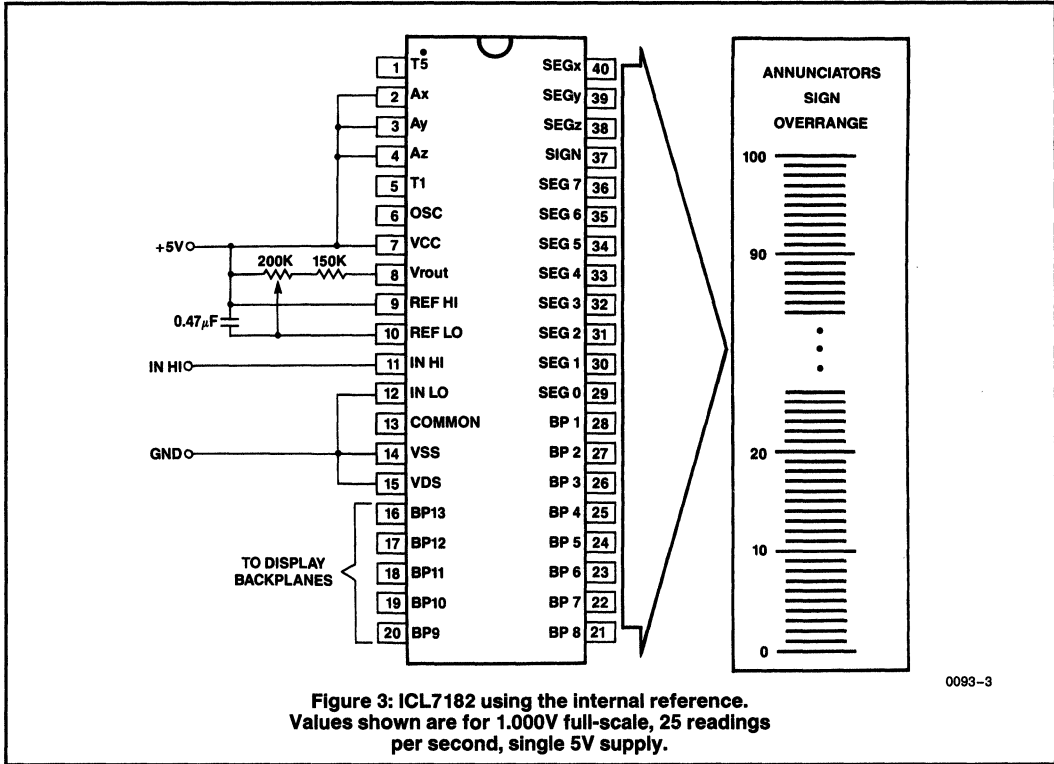 1 T5
2 Ax
3 Ay
4 Az
5 T1
6 OSC
+5V
7 VCC
200K 150K
8 Vrout
9 REF HI
0.47µF
10 REF LO
IN HI
11 IN HI
12 IN LO
13 COMMON
GND
14 VSS
15 VDS
16 BP13
17 BP12
TO DISPLAY
BACKPLANES
18 BP11
19 BP10
20 BP9
SEGx 40
SEGy 39
SEGz 38
SIGN 37
SEG 7 36
SEG 6 35
SEG 5 34
SEG 4 33
SEG 3 32
SEG 2 31
SEG 1 30
SEG 0 29
BP 1 28
BP 2 27
BP 3 26
BP 4 25
BP 5 24
BP 6 23
BP 7 22
BP 8 21
ANNUNCIATORS
SIGN
OVERRANGE
100
90
20
10
0
0093-3
Figure 3: ICL7182 using the internal reference.
Values shown are for 1.000V full-scale, 25 readings
per second, single 5V supply.